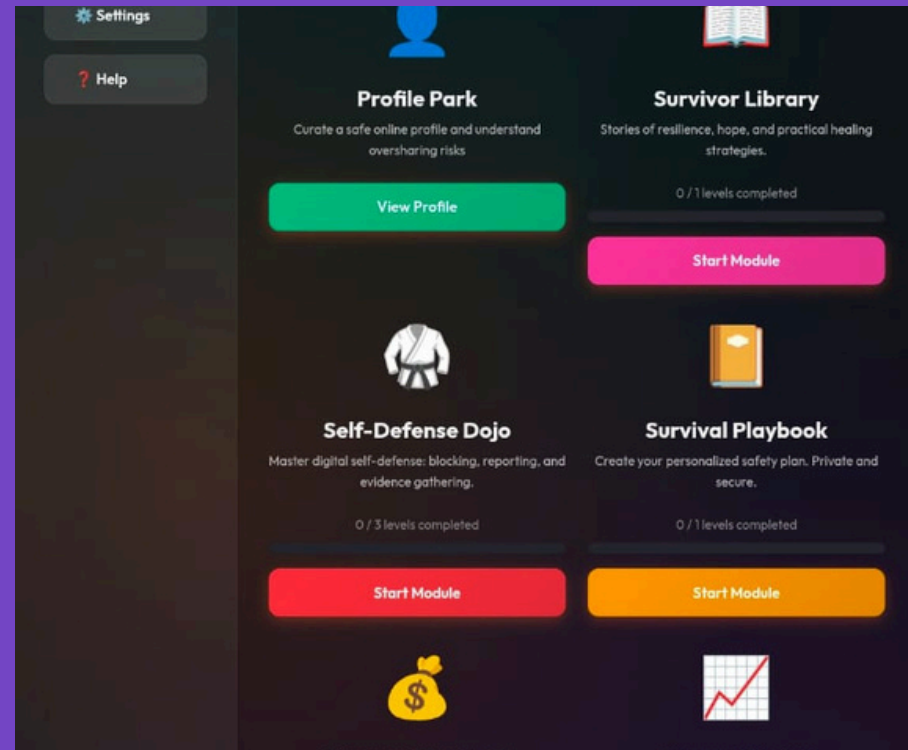 Settings
Help
Profile Park
Curate a safe online profile and understand
oversharing risks
View Profile
Survivor Library
Stories of resilience, hope, and practical healing
strategies.
0 / 1 levels completed
Start Module
Self-Defense Dojo
Master digital self-defense: blocking, reporting, and
evidence gathering.
0 / 3 levels completed
Start Module
Survival Playbook
Create your personalized safety plan. Private and
secure.
0 / 1 levels completed
Start Module